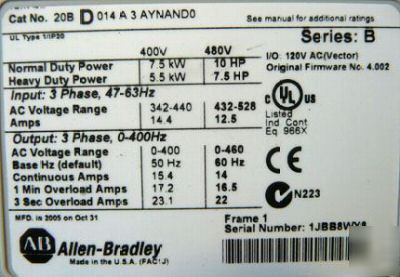 Cat No. 20B D 014 A 3 AYNAND0
See manual for additional ratings
UL Type 1/IP20
Series: B
400V 480V
I/O: 120V AC(Vector)
Normal Duty Power 7.5 kW 10 HP
Original Firmware No. 4.002
Heavy Duty Power 5.5 kW 7.5 HP
Input: 3 Phase, 47-63Hz
AC Voltage Range 342-440 432-528
Amps 14.4 12.5
C UL US
Listed
Ind Cont
Eq 966X
Output: 3 Phase, 0-400Hz
AC Voltage Range 0-400 0-460
Base Hz (default) 50 Hz 60 Hz
Continuous Amps 15.4 14
1 Min Overload Amps 17.2 16.5
3 Sec Overload Amps 23.1 22
CE
N223
MFD. in 2005 on Oct 31
Frame 1
Serial Number:
AB Allen-Bradley
Made in the U.S.A. (FAC1J)